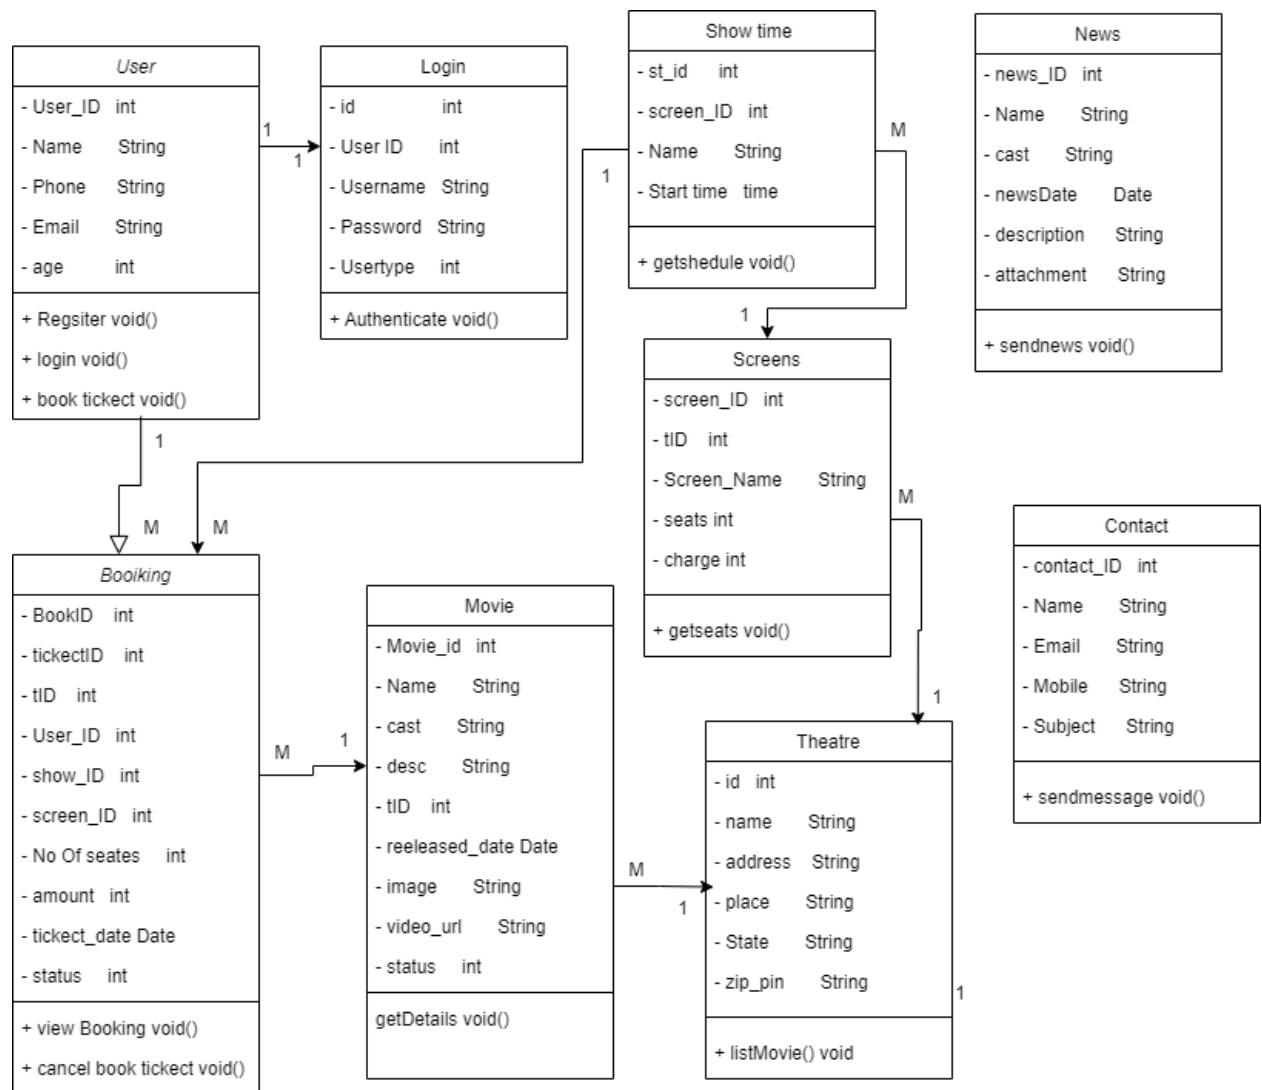 User
- User_ID int
- Name String
- Phone String
- Email String
- age int
+ Regsiter void()
+ login void()
+ book tickect void()
1
1
Login
- id int
- User ID int
- Username String
- Password String
- Usertype int
+ Authenticate void()
Show time
- st_id int
- screen_ID int
- Name String
- Start time time
+ getshedule void()
1
M
News
- news_ID int
- Name String
- cast String
- newsDate Date
- description String
- attachment String
+ sendnews void()
1
Screens
- screen_ID int
- tID int
- Screen_Name String
- seats int
- charge int
+ getseats void()
1
M
M
M
1
Booiking
- BookID int
- tickectID int
- tID int
- User_ID int
- show_ID int
- screen_ID int
- No Of seates int
- amount int
- tickect_date Date
- status int
+ view Booking void()
+ cancel book tickect void()
M
1
Movie
- Movie_id int
- Name String
- cast String
- desc String
- tID int
- reeleased_date Date
- image String
- video_url String
- status int
getDetails void()
M
1
Theatre
- id int
- name String
- address String
- place String
- State String
- zip_pin String
+ listMovie() void
1
Contact
- contact_ID int
- Name String
- Email String
- Mobile String
- Subject String
+ sendmessage void()